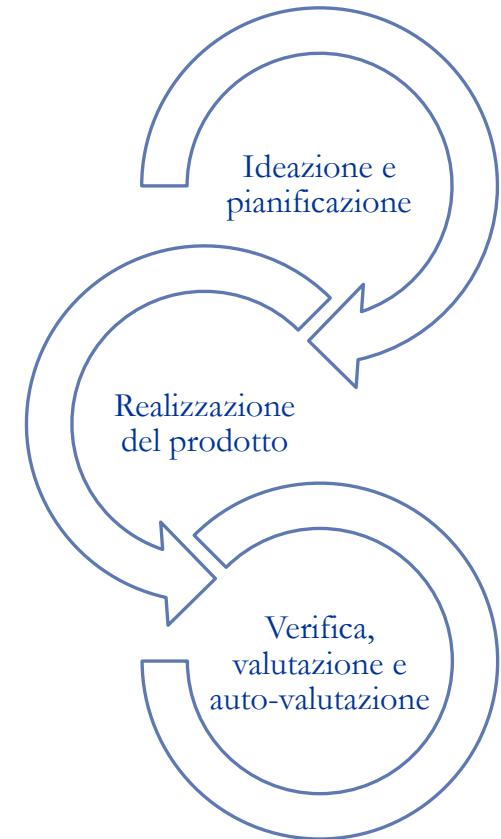 Ideazione e
pianificazione
Realizzazione
del prodotto
Verifica,
valutazione e
auto-valutazione